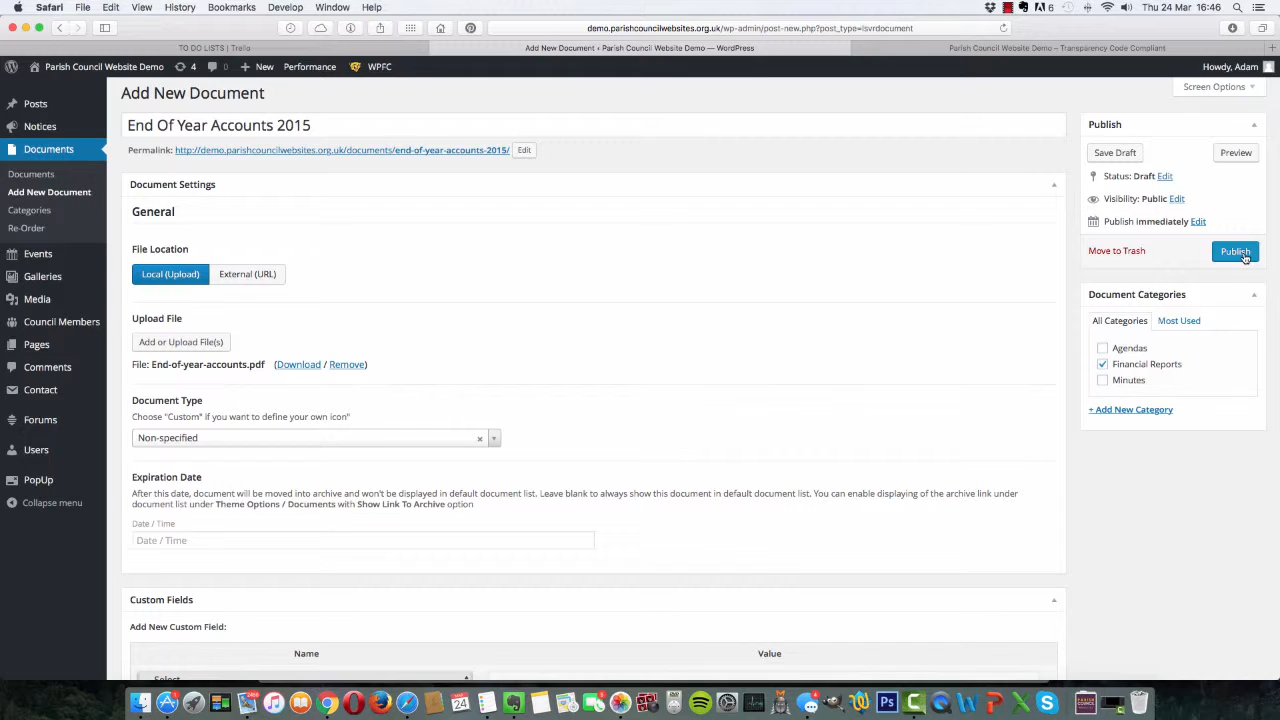 Safari File Edit View History Bookmarks Develop Window Help
A 6 Thu 24 Mar 16:46
demo.parishcouncilwebsites.org.uk/wp-admin/post-new.php?post_type=lsvrdocument
TO DO LISTS | Trello
Add New Document ‹ Parish Council Website Demo — WordPress
Parish Council Website Demo – Transparency Code Compliant
Parish Council Website Demo 4 0 New Performance WPFC Howdy, Adam
Screen Options
Add New Document
End Of Year Accounts 2015
Permalink: http://demo.parishcouncilwebsites.org.uk/documents/end-of-year-accounts-2015/ Edit
Posts
Notices
Documents
Documents
Add New Document
Categories
Re-Order
Events
Galleries
Media
Council Members
Pages
Comments
Contact
Forums
Users
PopUp
Collapse menu
Document Settings
General
File Location
Local (Upload) External (URL)
Upload File
Add or Upload File(s)
File: End-of-year-accounts.pdf (Download / Remove)
Document Type
Choose "Custom" if you want to define your own icon"
Non-specified
Expiration Date
After this date, document will be moved into archive and won't be displayed in default document list. Leave blank to always show this document in default document list. You can enable displaying of the archive link under
document list under Theme Options / Documents with Show Link To Archive option
Date / Time
Date / Time
Custom Fields
Add New Custom Field:
Name Value
Select
Publish
Save Draft Preview
Status: Draft Edit
Visibility: Public Edit
Publish immediately Edit
Move to Trash Publish
Document Categories
All Categories Most Used
Agendas
Financial Reports
Minutes
+ Add New Category